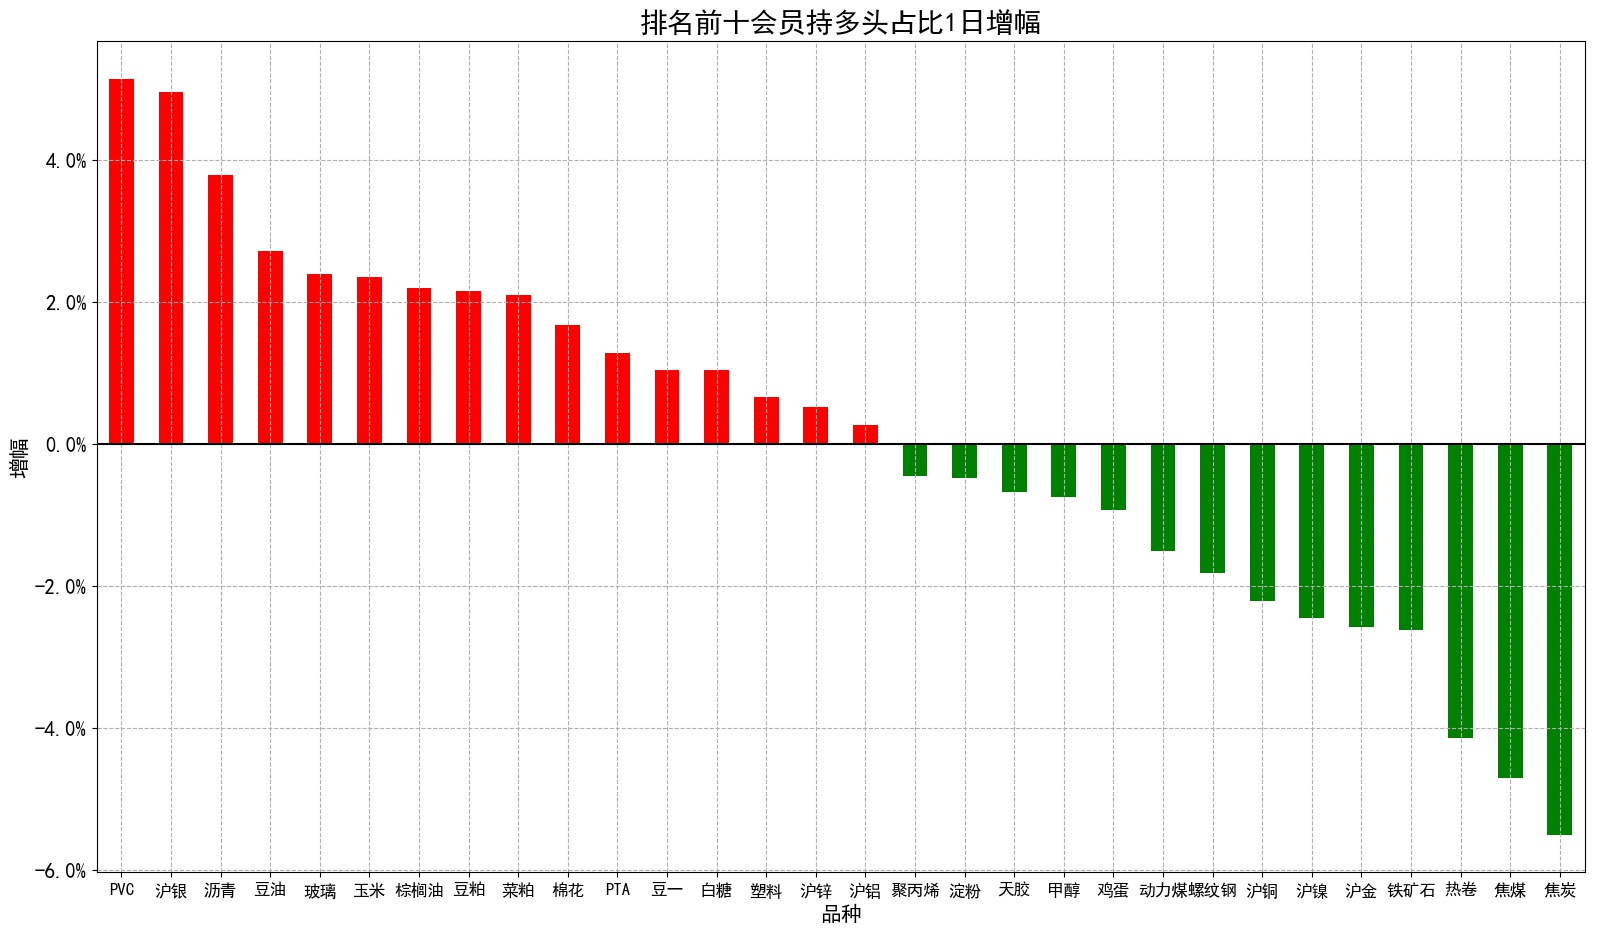 排名前十会员持多头占比1日增幅
增幅
4.0%
2.0%
0.0%
-2.0%
-4.0%
-6.0%
PVC 沪银 沥青 豆油 玻璃 玉米 棕榈油 豆粕 菜粕 棉花 PTA 豆一 白糖 塑料 沪锌 沪铝 聚丙烯 淀粉 天胶 甲醇 鸡蛋 动力煤 螺纹钢 沪铜 沪镍 沪金 铁矿石 热卷 焦煤 焦炭
品种